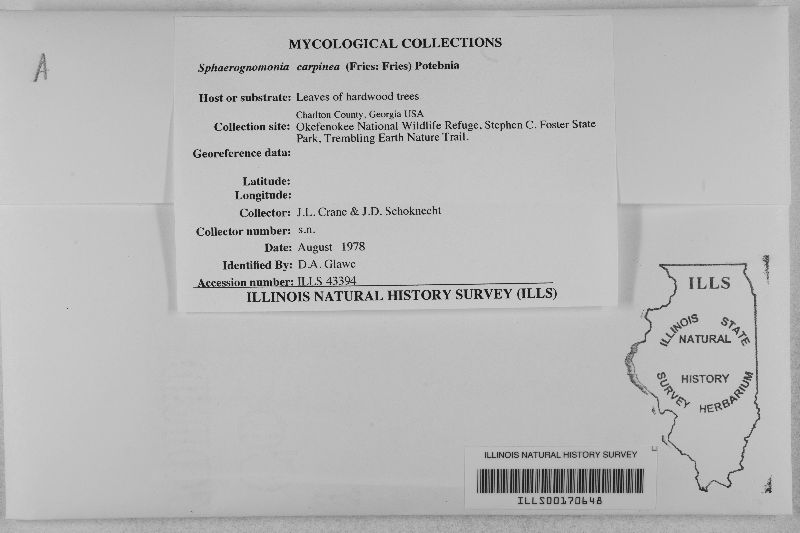 A
MYCOLOGICAL COLLECTIONS
Sphaerognomonia carpinea (Fries: Fries) Potebnia
Host or substrate: Leaves of hardwood trees
Charlton County, Georgia USA
Collection site: Okefenokee National Wildlife Refuge, Stephen C. Foster State
Park, Trembling Earth Nature Trail.
Georeference data:
Latitude:
Longitude:
Collector: J.L. Crane & J.D. Schoknecht
Collector number: s.n.
Date: August 1978
Identified By: D.A. Glawe
Accession number: ILLS 43394
ILLINOIS NATURAL HISTORY SURVEY (ILLS)
ILLS
ILLINOIS STATE
NATURAL
HISTORY
SURVEY HERBARIUM
ILLINOIS NATURAL HISTORY SURVEY
ILLS00170648